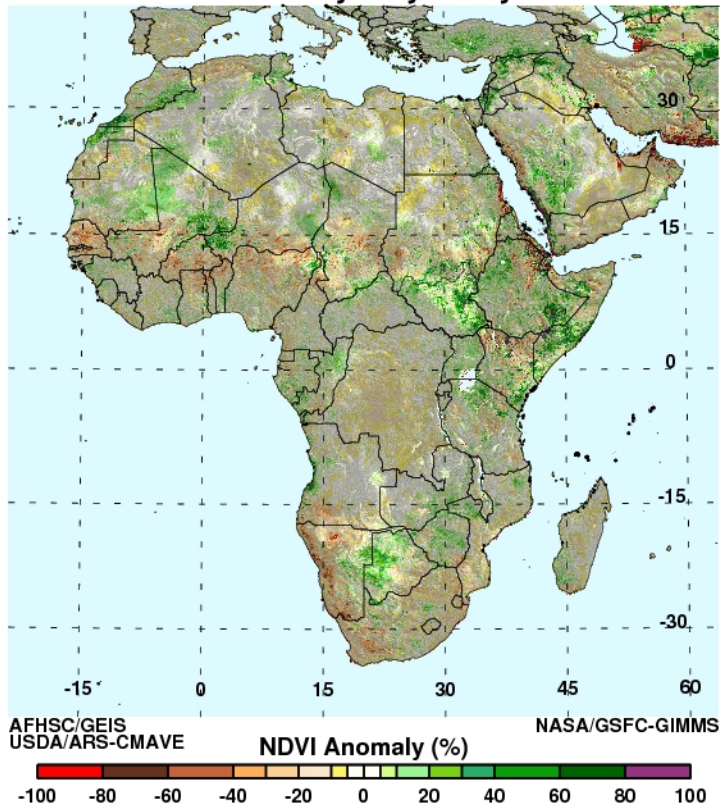 30
15
0
-15
-30
-15 0 15 30 45 60
AFHSC/GEIS NASA/GSFC-GIMMS
USDA/ARS-CMAVE
NDVI Anomaly (%)
-100 -80 -60 -40 -20 0 20 40 60 80 100